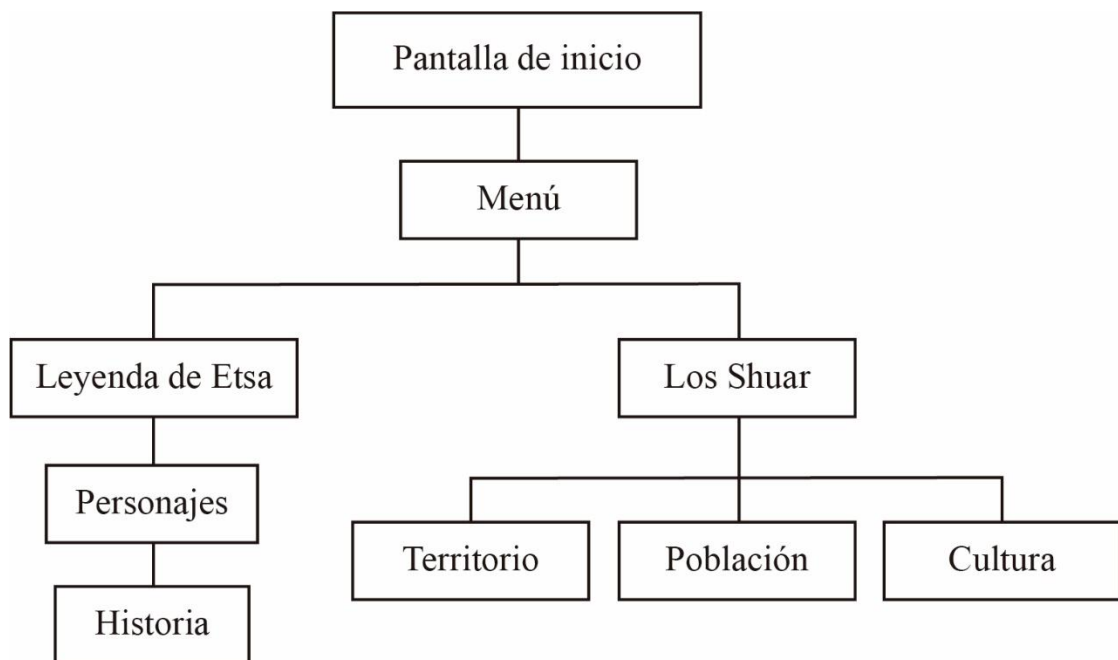 Pantalla de inicio
Menú
Leyenda de Etsa
Los Shuar
Personajes
Territorio
Población
Cultura
Historia